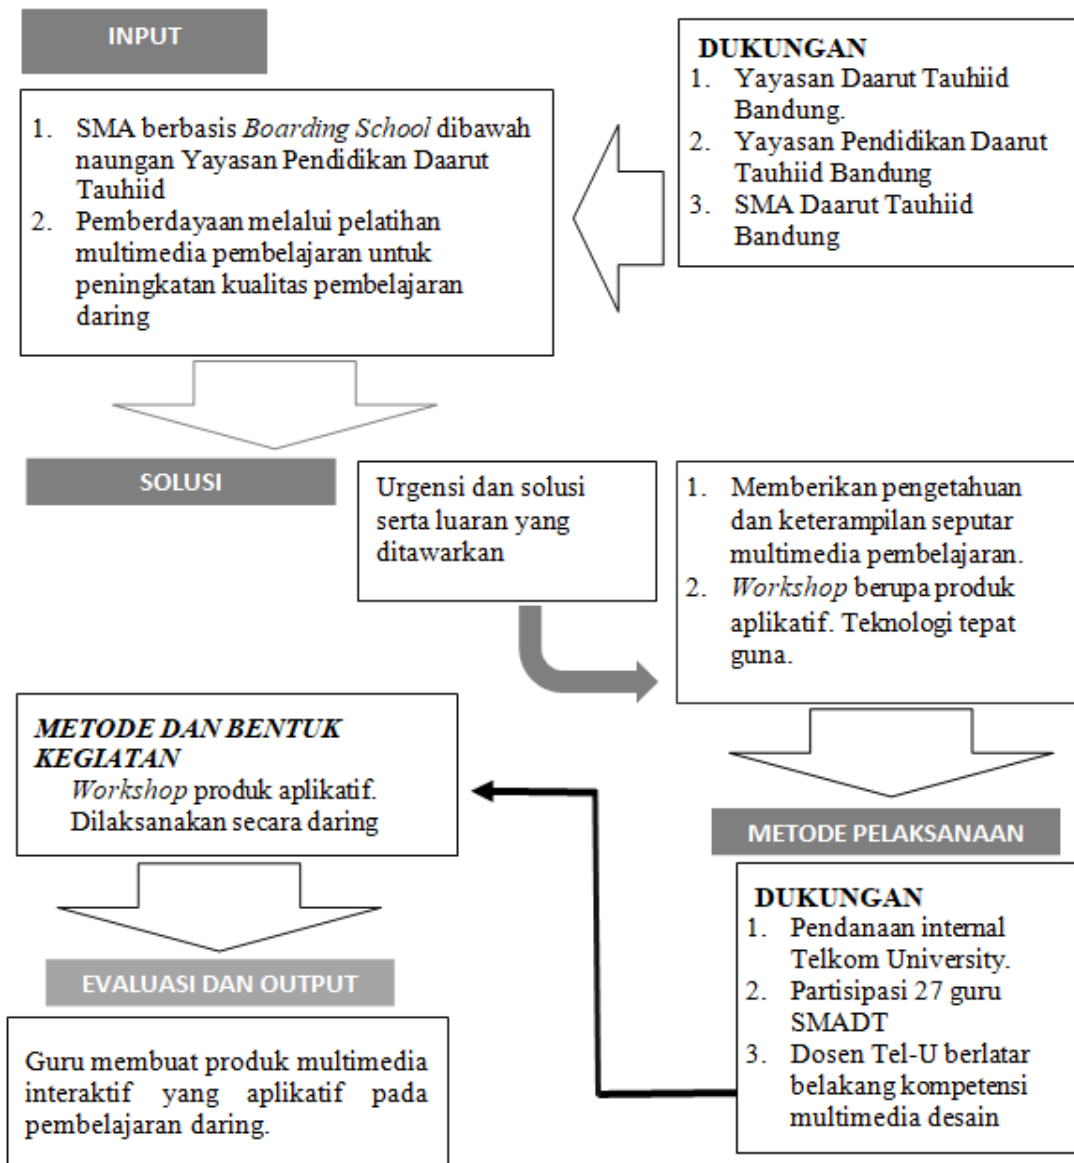 INPUT
1. SMA berbasis Boarding School dibawah
naungan Yayasan Pendidikan Daarut
Tauhiid
2. Pemberdayaan melalui pelatihan
multimedia pembelajaran untuk
peningkatan kualitas pembelajaran
daring
DUKUNGAN
1. Yayasan Daarut Tauhiid
Bandung.
2. Yayasan Pendidikan Daarut
Tauhiid Bandung
3. SMA Daarut Tauhiid
Bandung
SOLUSI
Urgensi dan solusi
serta luaran yang
ditawarkan
1. Memberikan pengetahuan
dan keterampilan seputar
multimedia pembelajaran.
2. Workshop berupa produk
aplikatif. Teknologi tepat
guna.
METODE PELAKSANAAN
DUKUNGAN
1. Pendanaan internal
Telkom University.
2. Partisipasi 27 guru
SMADT
3. Dosen Tel-U berlatar
belakang kompetensi
multimedia desain
METODE DAN BENTUK
KEGIATAN
Workshop produk aplikatif.
Dilaksanakan secara daring
EVALUASI DAN OUTPUT
Guru membuat produk multimedia
interaktif yang aplikatif pada
pembelajaran daring.